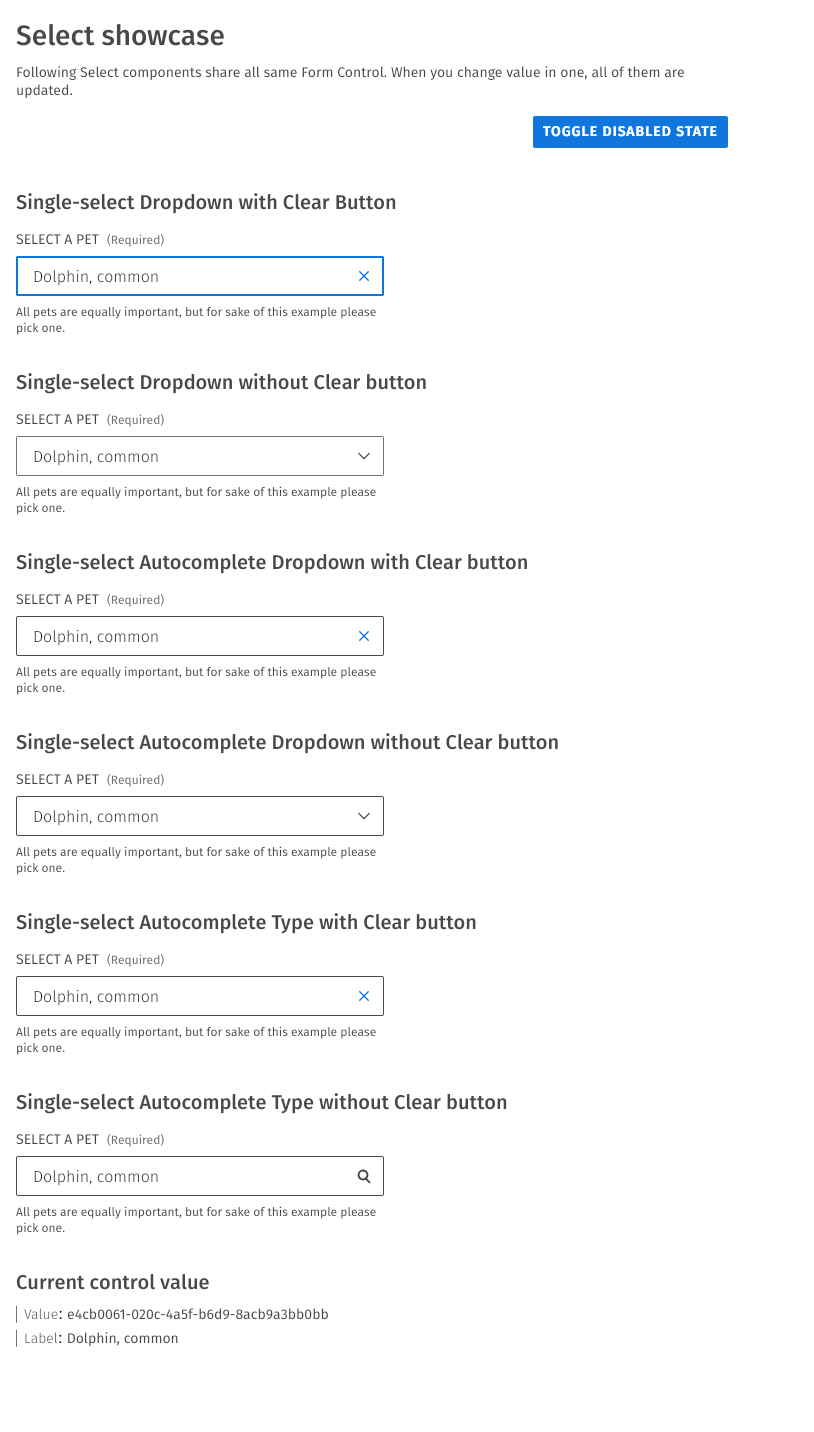 Select showcase
Following Select components share all same Form Control. When you change value in one, all of them are
updated.
TOGGLE DISABLED STATE
Single-select Dropdown with Clear Button
SELECT A PET (Required)
Dolphin, common
All pets are equally important, but for sake of this example please
pick one.
Single-select Dropdown without Clear button
SELECT A PET (Required)
Dolphin, common
All pets are equally important, but for sake of this example please
pick one.
Single-select Autocomplete Dropdown with Clear button
SELECT A PET (Required)
Dolphin, common
All pets are equally important, but for sake of this example please
pick one.
Single-select Autocomplete Dropdown without Clear button
SELECT A PET (Required)
Dolphin, common
All pets are equally important, but for sake of this example please
pick one.
Single-select Autocomplete Type with Clear button
SELECT A PET (Required)
Dolphin, common
All pets are equally important, but for sake of this example please
pick one.
Single-select Autocomplete Type without Clear button
SELECT A PET (Required)
Dolphin, common
All pets are equally important, but for sake of this example please
pick one.
Current control value
Value: e4cb0061-020c-4a5f-b6d9-8acb9a3bb0bb
Label: Dolphin, common